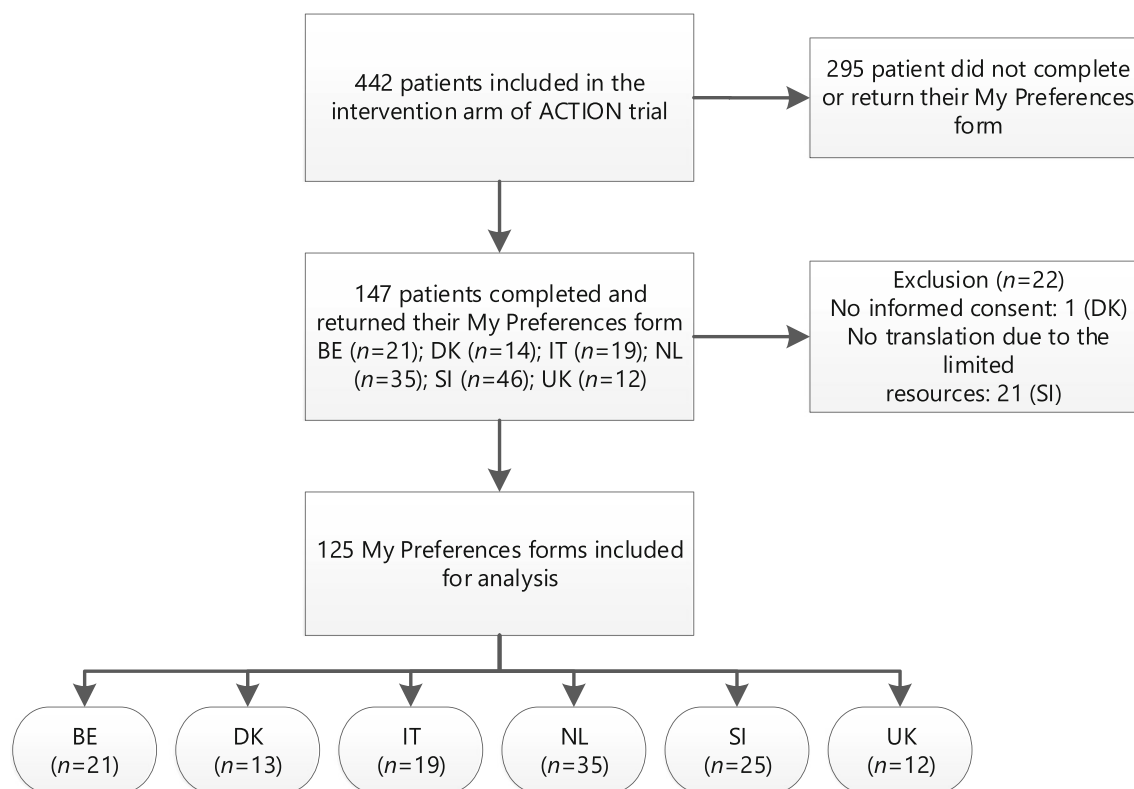 442 patients included in the
intervention arm of ACTION trial
295 patient did not complete
or return their My Preferences
form
147 patients completed and
returned their My Preferences form
BE (n=21); DK (n=14); IT (n=19); NL
(n=35); SI (n=46); UK (n=12)
Exclusion (n=22)
No informed consent: 1 (DK)
No translation due to the
limited
resources: 21 (SI)
125 My Preferences forms included
for analysis
BE
(n=21)
DK
(n=13)
IT
(n=19)
NL
(n=35)
SI
(n=25)
UK
(n=12)